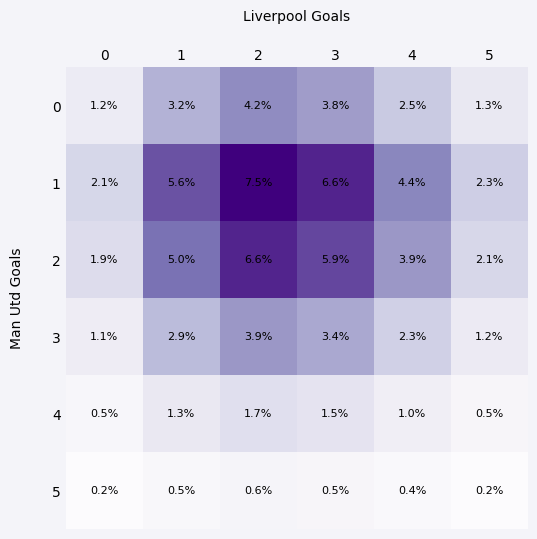 Liverpool Goals
0 1 2 3 4 5
0 1.2% 3.2% 4.2% 3.8% 2.5% 1.3%
1 2.1% 5.6% 7.5% 6.6% 4.4% 2.3%
2 1.9% 5.0% 6.6% 5.9% 3.9% 2.1%
3 1.1% 2.9% 3.9% 3.4% 2.3% 1.2%
4 0.5% 1.3% 1.7% 1.5% 1.0% 0.5%
5 0.2% 0.5% 0.6% 0.5% 0.4% 0.2%
Man Utd Goals